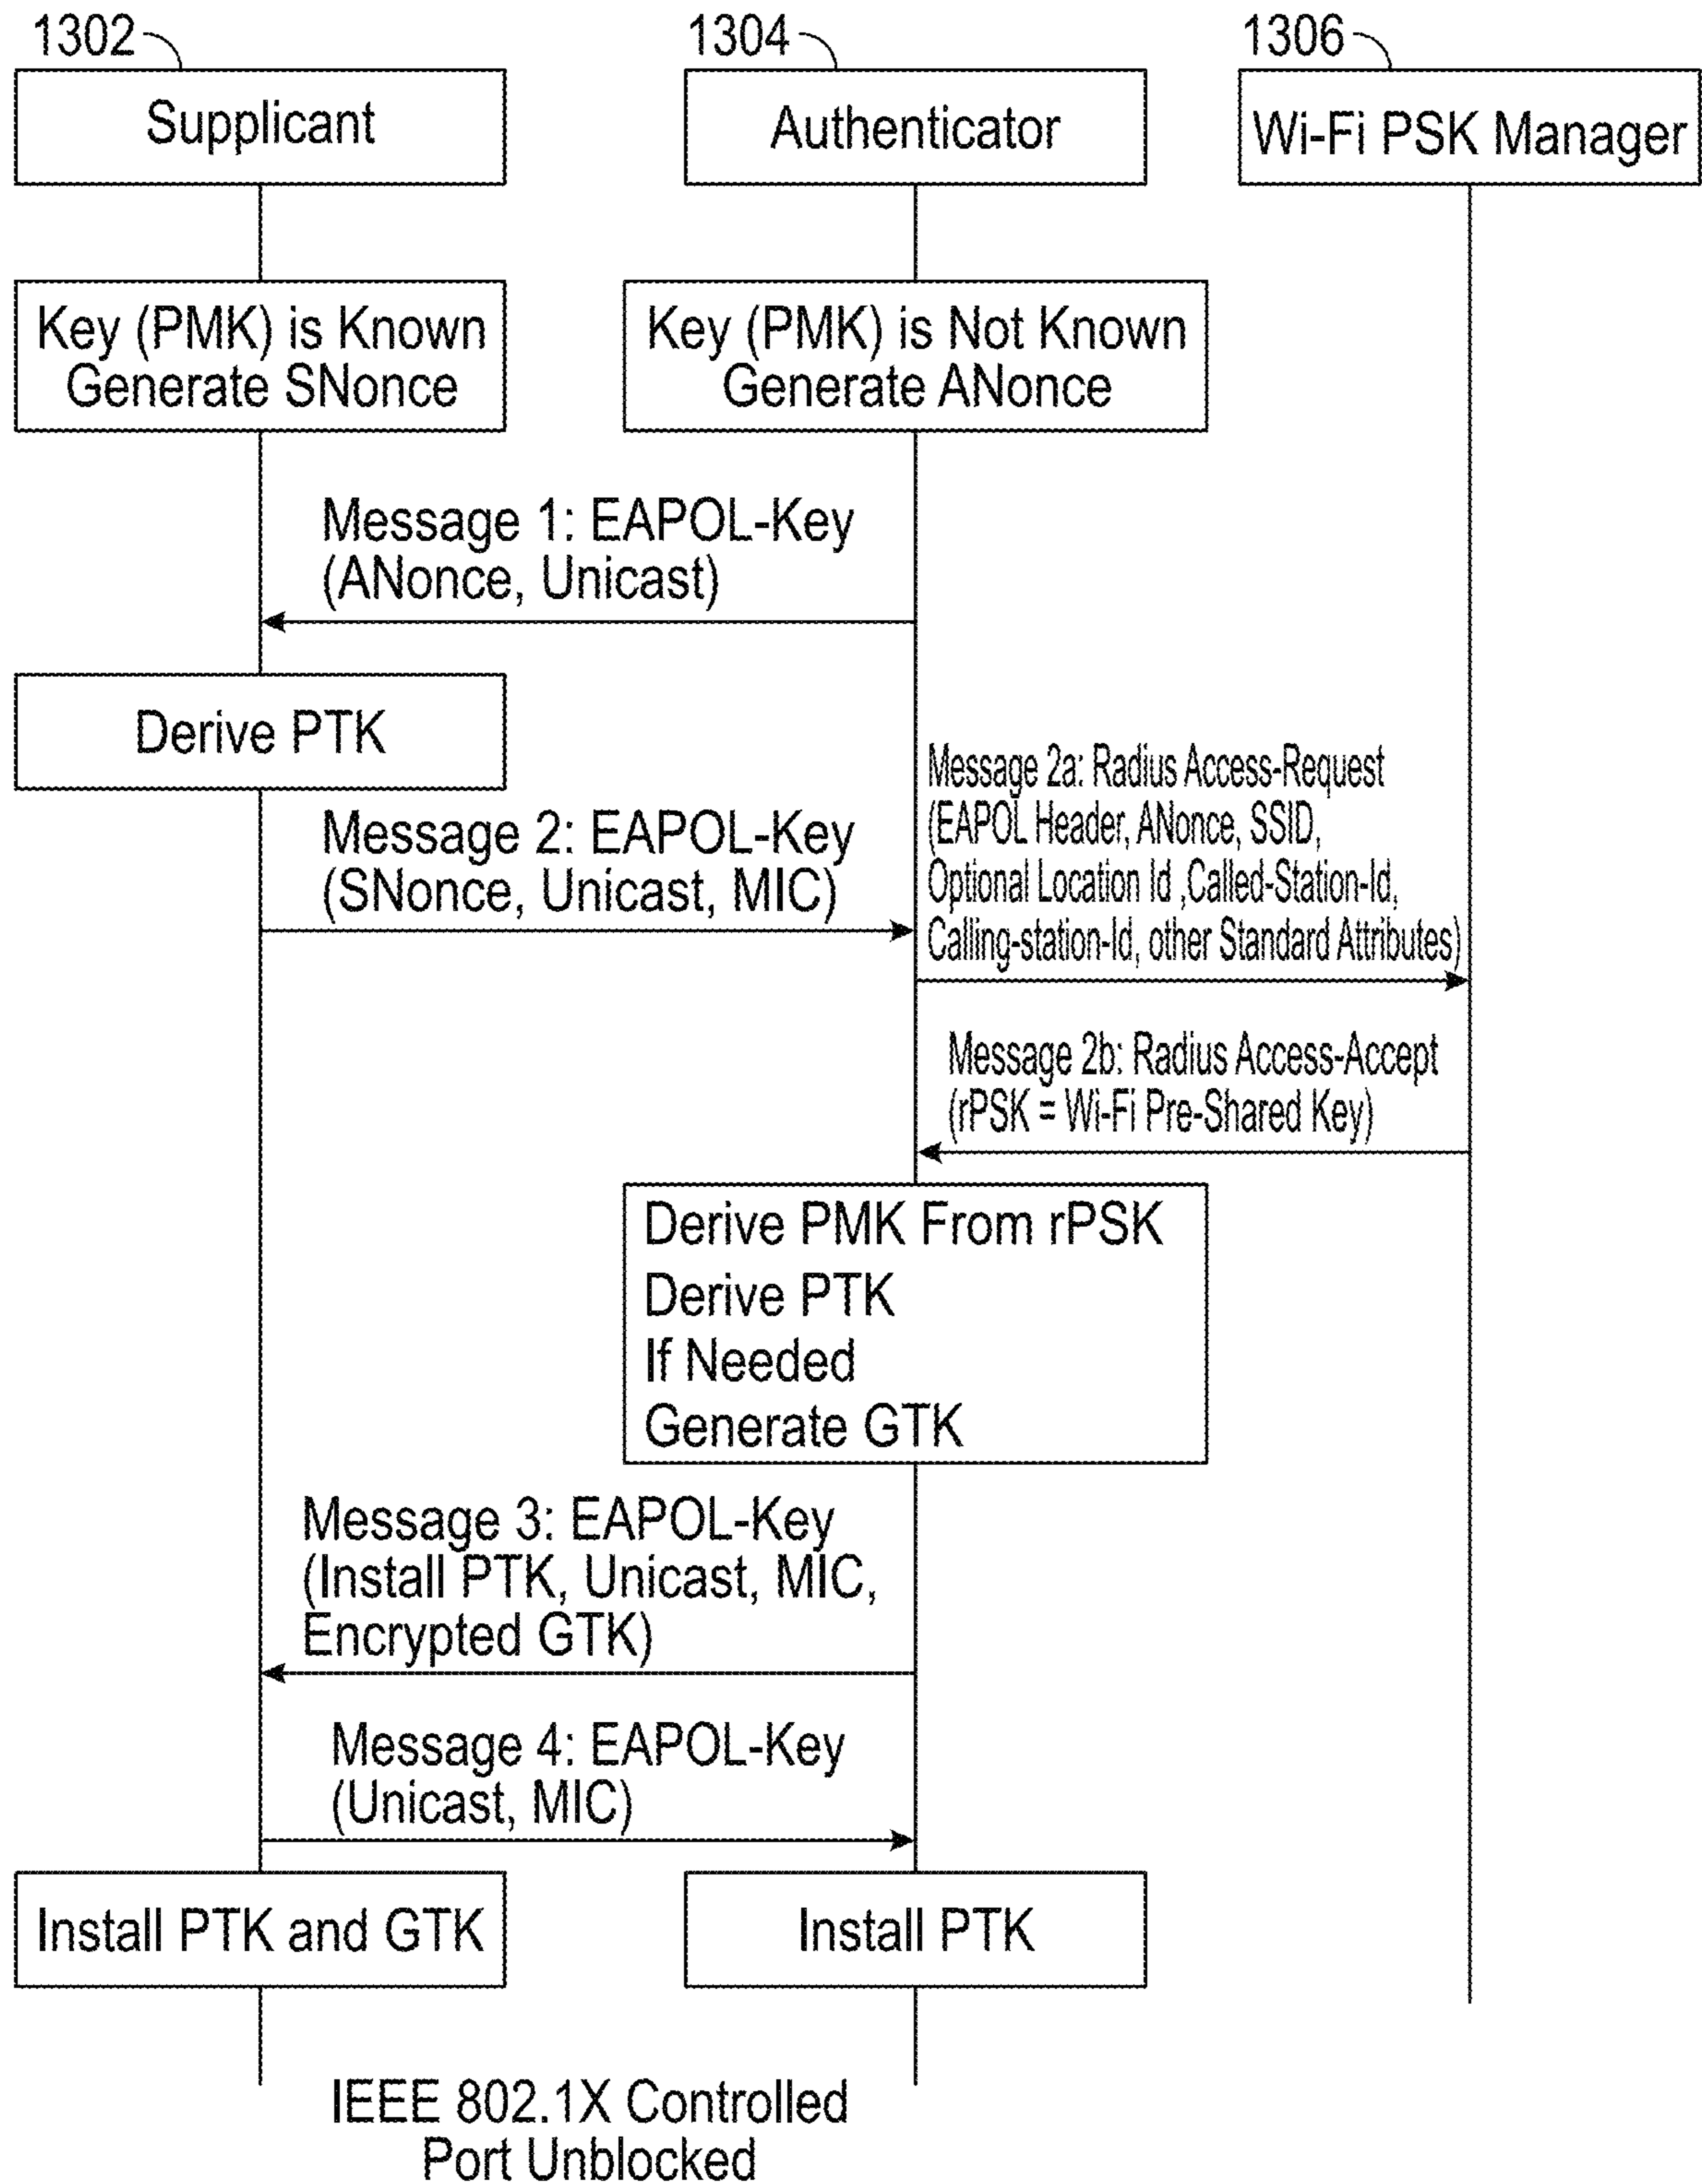 1302
1304
1306
Supplicant
Authenticator
Wi-Fi PSK Manager
Key (PMK) is Known
Generate SNonce
Key (PMK) is Not Known
Generate ANonce
Message 1: EAPOL-Key
(ANonce, Unicast)
Derive PTK
Message 2: EAPOL-Key
(SNonce, Unicast, MIC)
Message 2a: Radius Access-Request
(EAPOL Header, ANonce, SSID,
Optional Location Id ,Called-Station-Id,
Calling-station-Id, other Standard Attributes)
Message 2b: Radius Access-Accept
(rPSK = Wi-Fi Pre-Shared Key)
Derive PMK From rPSK
Derive PTK
If Needed
Generate GTK
Message 3: EAPOL-Key
(Install PTK, Unicast, MIC,
Encrypted GTK)
Message 4: EAPOL-Key
(Unicast, MIC)
Install PTK and GTK
Install PTK
IEEE 802.1X Controlled
Port Unblocked